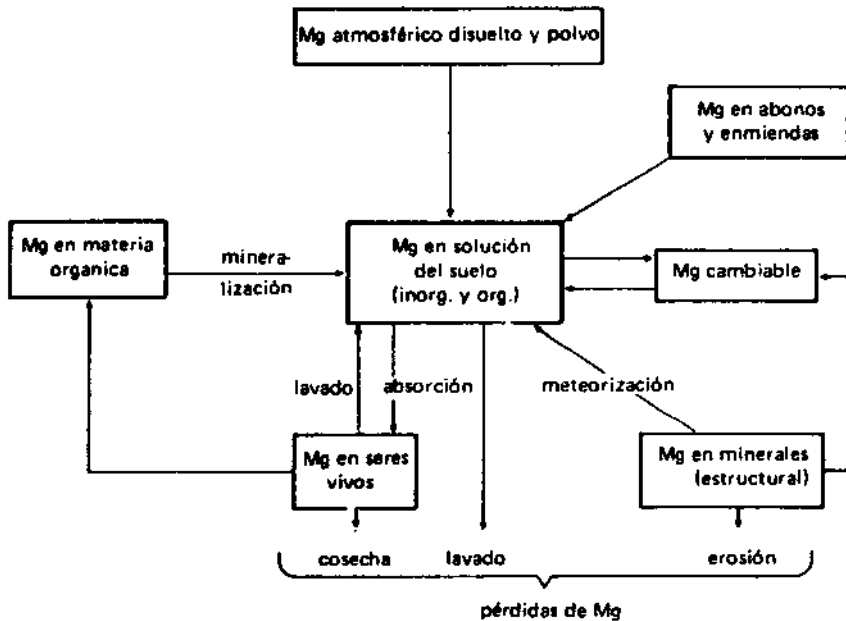 Mg atmosférico disuelto y polvo
Mg en abonos
y enmiendas
Mg en materia
organica
minera-
lización
Mg en solución
del suelo
(inorg. y org.)
Mg cambiable
lavado
absorción
meteorización
Mg en seres
vivos
Mg en minerales
(estructural)
cosecha
lavado
erosión
pérdidas de Mg